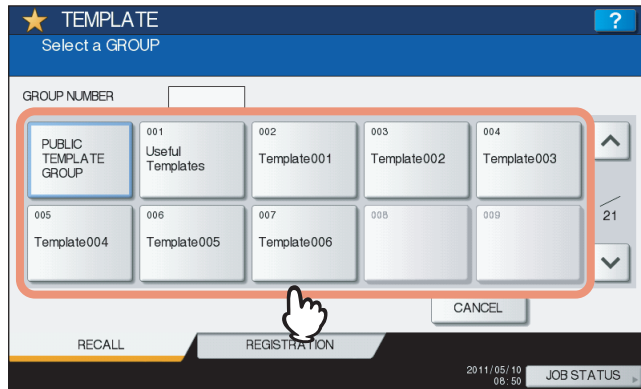 TEMPLATE
?
Select a GROUP
GROUP NUMBER
PUBLIC
TEMPLATE
GROUP
001
Useful
Templates
002
Template001
003
Template002
004
Template003
005
Template004
006
Template005
007
Template006
008
009
/
21
CANCEL
RECALL
REGISTRATION
2011/05/10
08:50
JOB STATUS